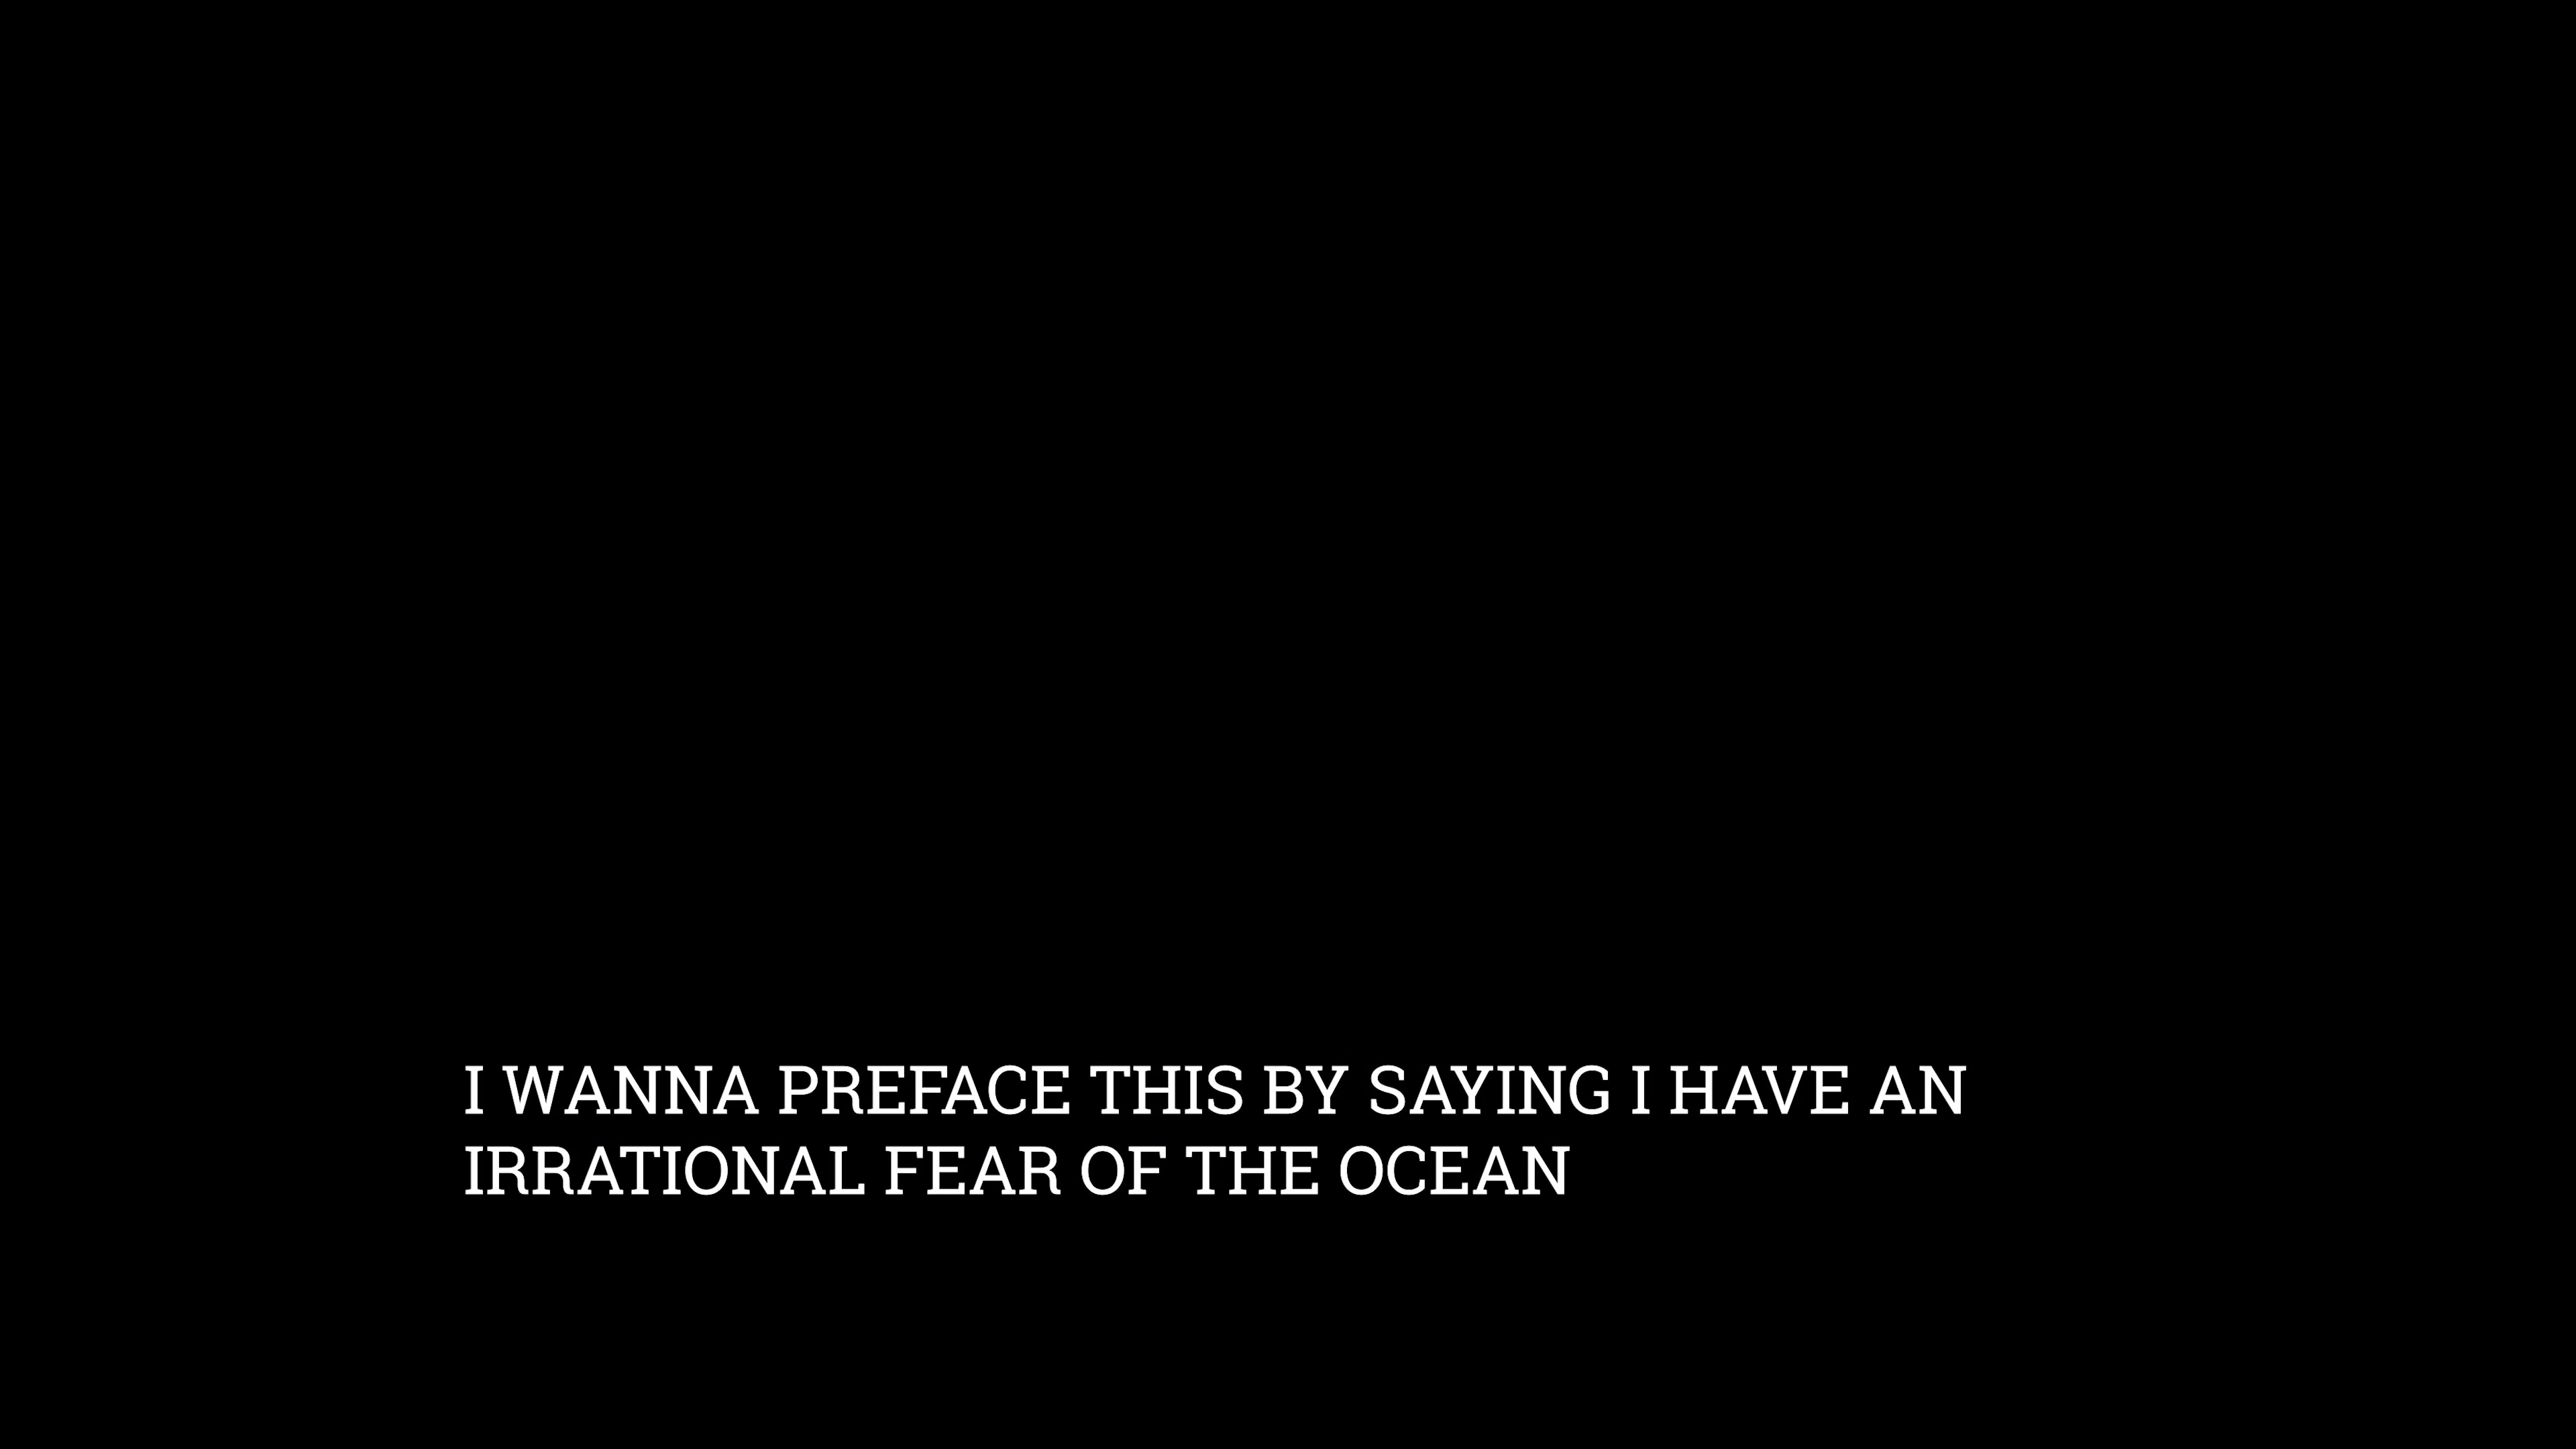 I WANNA PREFACE THIS BY SAYING I HAVE AN
IRRATIONAL FEAR OF THE OCEAN